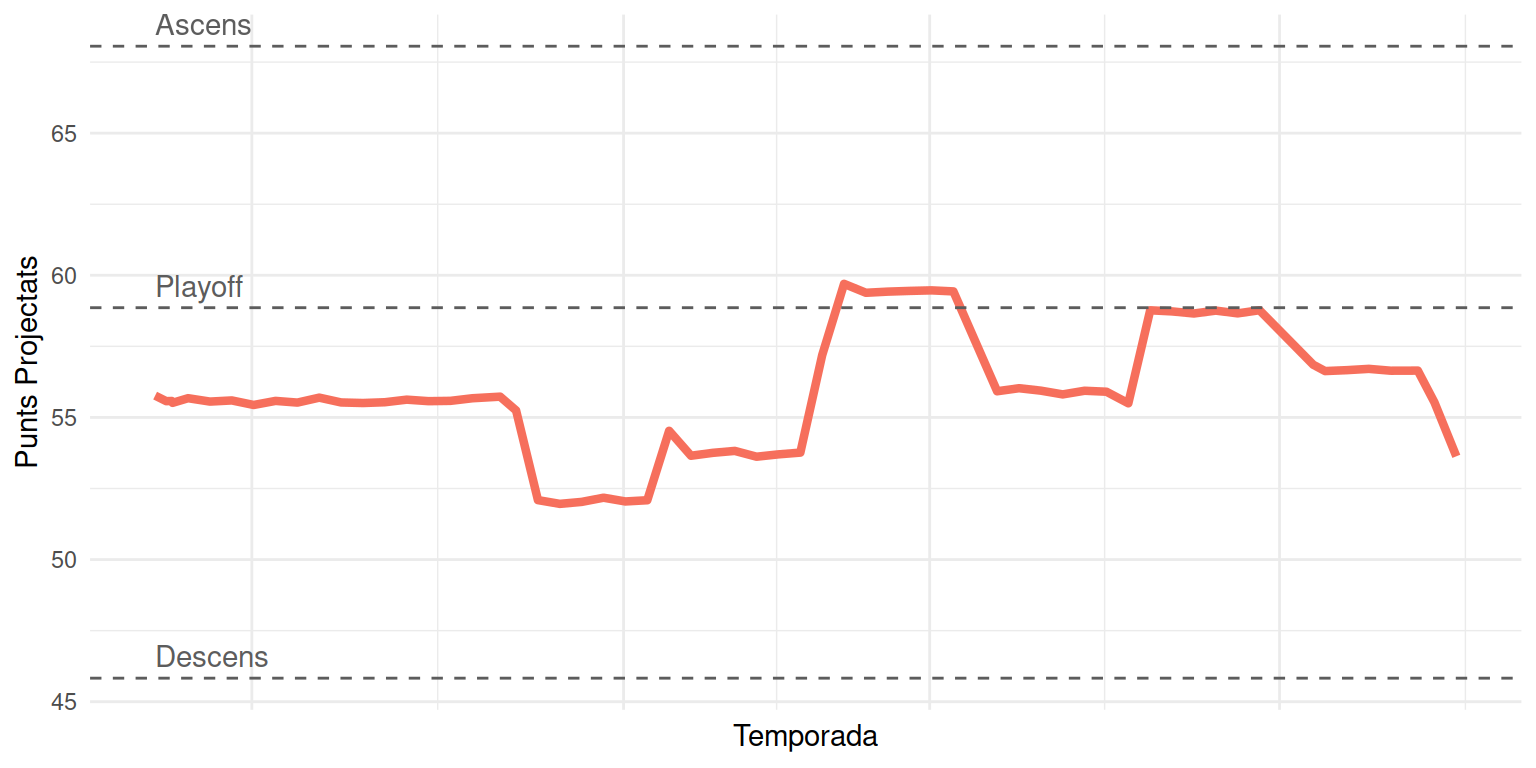 Ascens
65
60
Playoff
Punts Projectats
55
50
Descens
45
Temporada